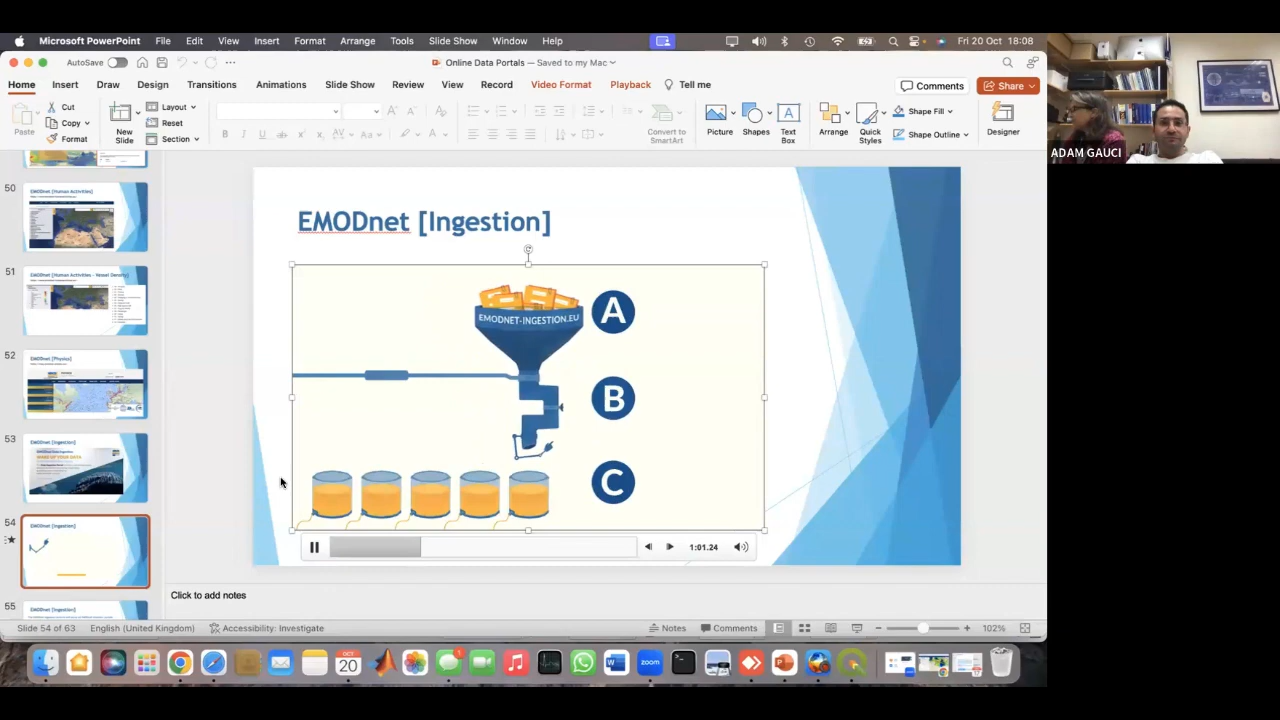 Microsoft PowerPoint File Edit View Insert Format Arrange Tools Slide Show Window Help Fri 20 Oct 18:08
AutoSave Online Data Portals — Saved to my Mac
Home Insert Draw Design Transitions Animations Slide Show Review View Record Video Format Playback Tell me Comments Share
Paste Cut Copy Format New Slide Layout Reset Section Convert to SmartArt Picture Shapes Text Box Arrange Quick Styles Shape Fill Shape Outline Designer
ADAM GAUCI
50
EMODnet [Human Activities]
51
EMODnet [Human Activities - Vessel Density]
52
EMODnet [Physics]
53
EMODnet [Ingestion]
54
EMODnet [Ingestion]
55
EMODnet [Ingestion]
EMODnet [Ingestion]
EMODNET-INGESTION.EU
A
B
C
1:01.24
Click to add notes
Slide 54 of 63 English (United Kingdom) Accessibility: Investigate Notes Comments 102%
OCT
20
zoom